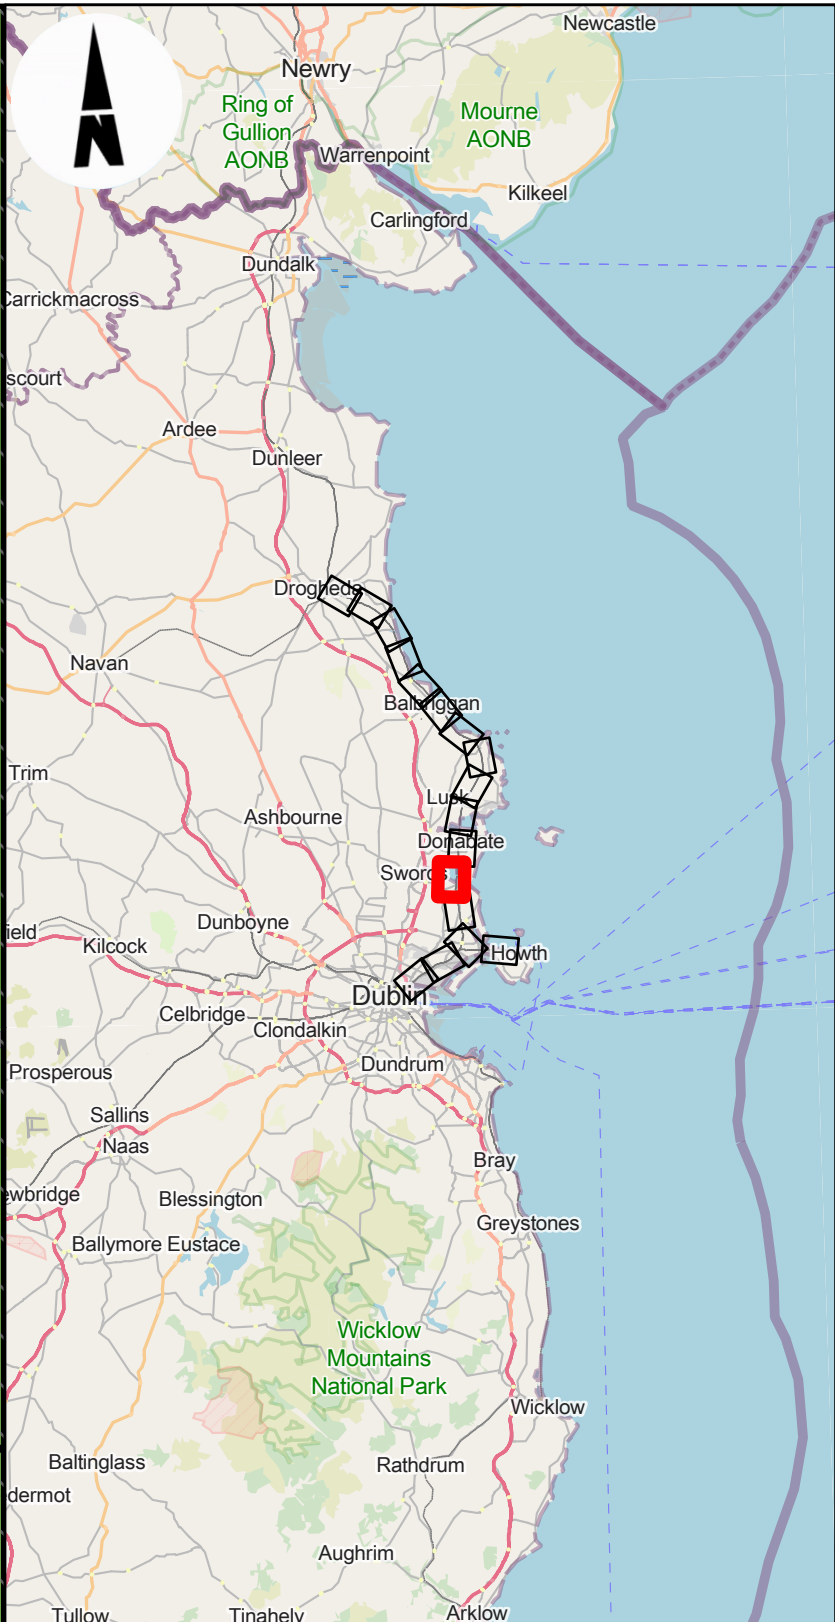 Newcastle
Newry
Ring of
Gullion
AONB
Mourne
AONB
N
Warrenpoint
Kilkeel
Carlingford
Dundalk
Carrickmacross
scourt
Ardee
Dunleer
Drogheda
Navan
Balbriggan
Trim
Lusk
Ashbourne
Donabate
Swords
Dunboyne
ield
Kilcock
Howth
Dublin
Celbridge
Clondalkin
Dundrum
Prosperous
Sallins
Naas
Bray
ewbridge
Blessington
Greystones
Ballymore Eustace
Wicklow
Mountains
National Park
Wicklow
Baltinglass
Rathdrum
dermot
Aughrim
Tullow
Tinahely
Arklow